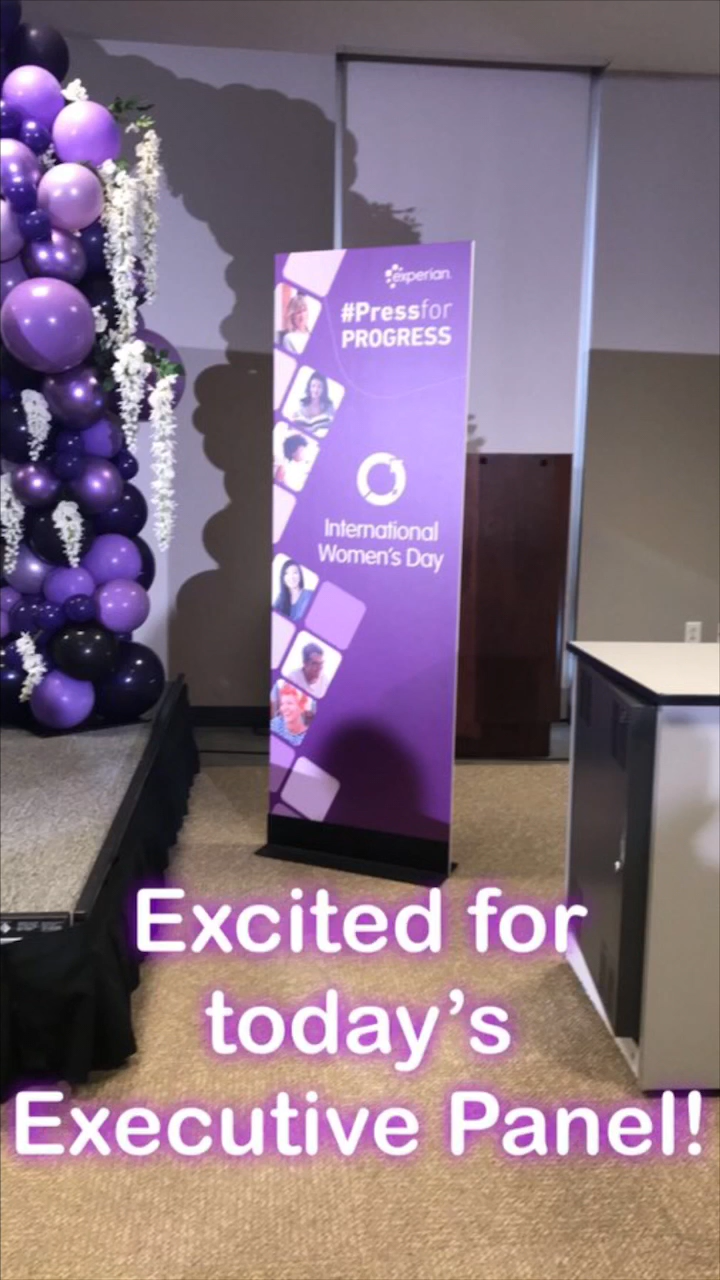 experian.
#Pressfor
PROGRESS
International
Women's Day
Excited for
today's
Executive Panel!